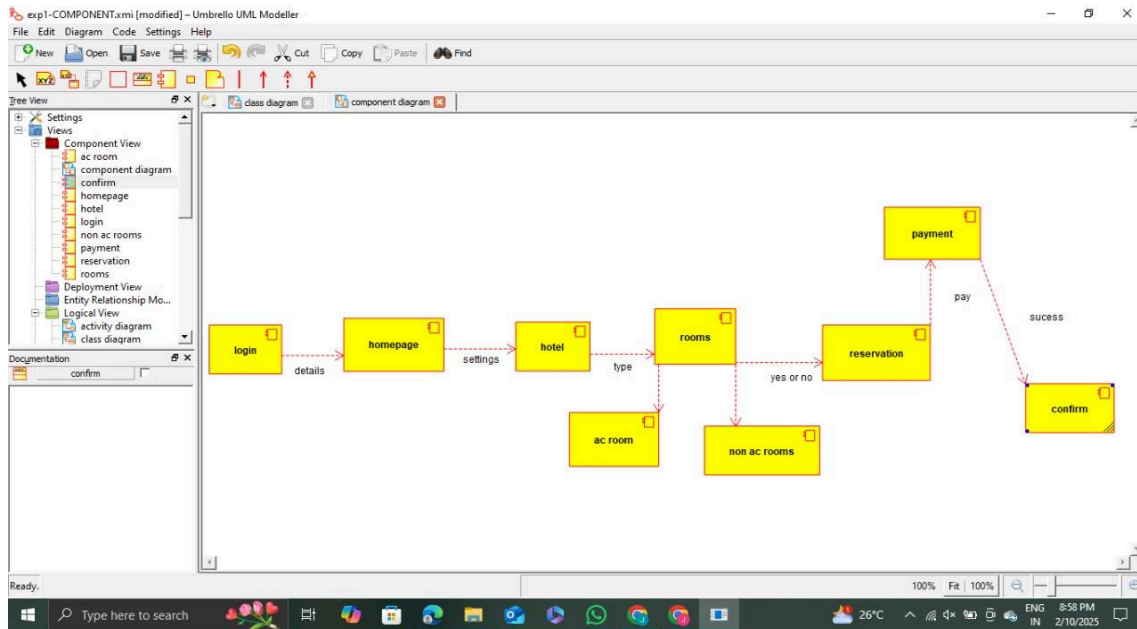 exp1-COMPONENT.xmi [modified] – Umbrello UML Modeller
File Edit Diagram Code Settings Help
New Open Save Cut Copy Paste Find
XYZ
Tree View
class diagram component diagram
Settings
Views
Component View
ac room
component diagram
confirm
homepage
hotel
login
non ac rooms
payment
reservation
rooms
Deployment View
Entity Relationship Mo...
Logical View
activity diagram
class diagram
Documentation
confirm
payment
pay
sucess
login
details
homepage
settings
hotel
type
rooms
yes or no
reservation
confirm
ac room
non ac rooms
Ready.
100% Fit 100%
Type here to search
26°C
ENG
IN
8:58 PM
2/10/2025